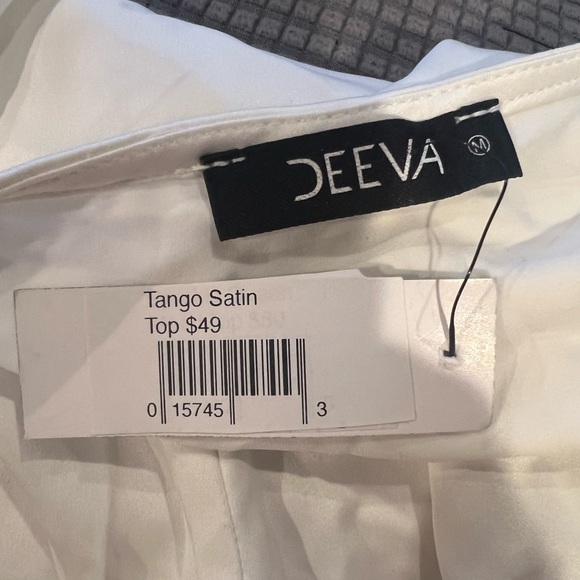 DEEVA M
Tango Satin
Top $49
0 15745 3